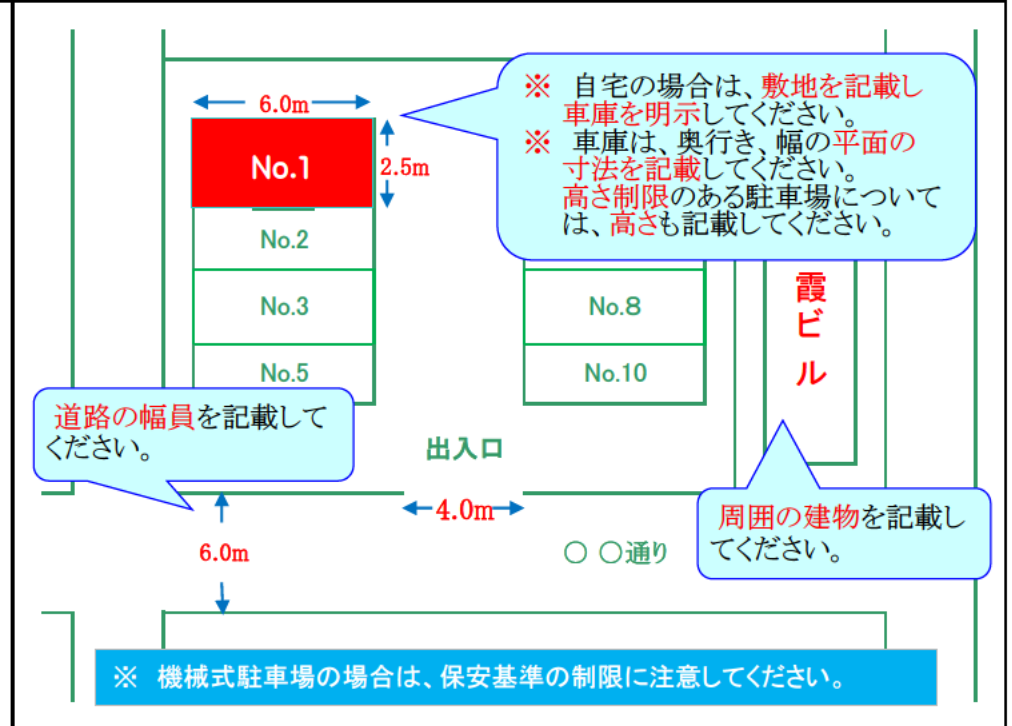 ※ 自宅の場合は、敷地を記載し
車庫を明示してください。
※ 車庫は、奥行き、幅の平面の
寸法を記載してください。
高さ制限のある駐車場について
は、高さも記載してください。
6.0m
No.1
2.5m
No.2
No.3
No.8
No.5
No.10
霞ビル
道路の幅員を記載して
ください。
出入口
4.0m
周囲の建物を記載し
てください。
6.0m
○ ○通り
※ 機械式駐車場の場合は、保安基準の制限に注意してください。